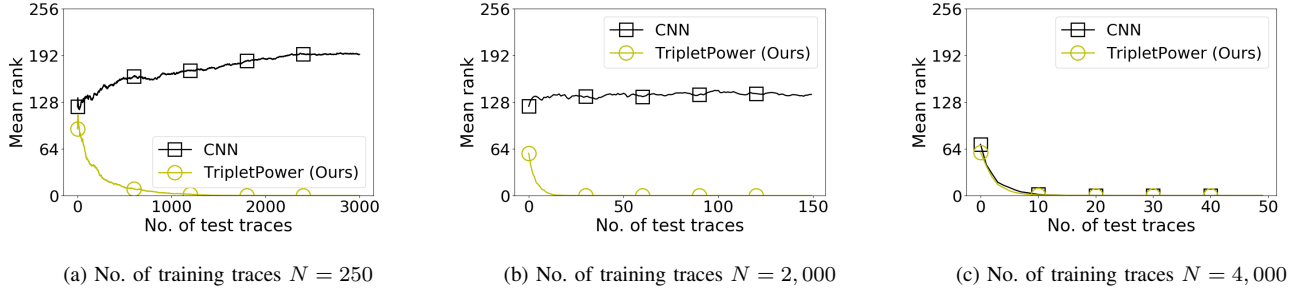 256
192
128
64
0
Mean rank
CNN
TripletPower (Ours)
0 1000 2000 3000
No. of test traces
(a) No. of training traces N = 250
256
192
128
64
0
Mean rank
CNN
TripletPower (Ours)
0 50 100 150
No. of test traces
(b) No. of training traces N = 2,000
256
192
128
64
0
Mean rank
CNN
TripletPower (Ours)
0 10 20 30 40 50
No. of test traces
(c) No. of training traces N = 4,000